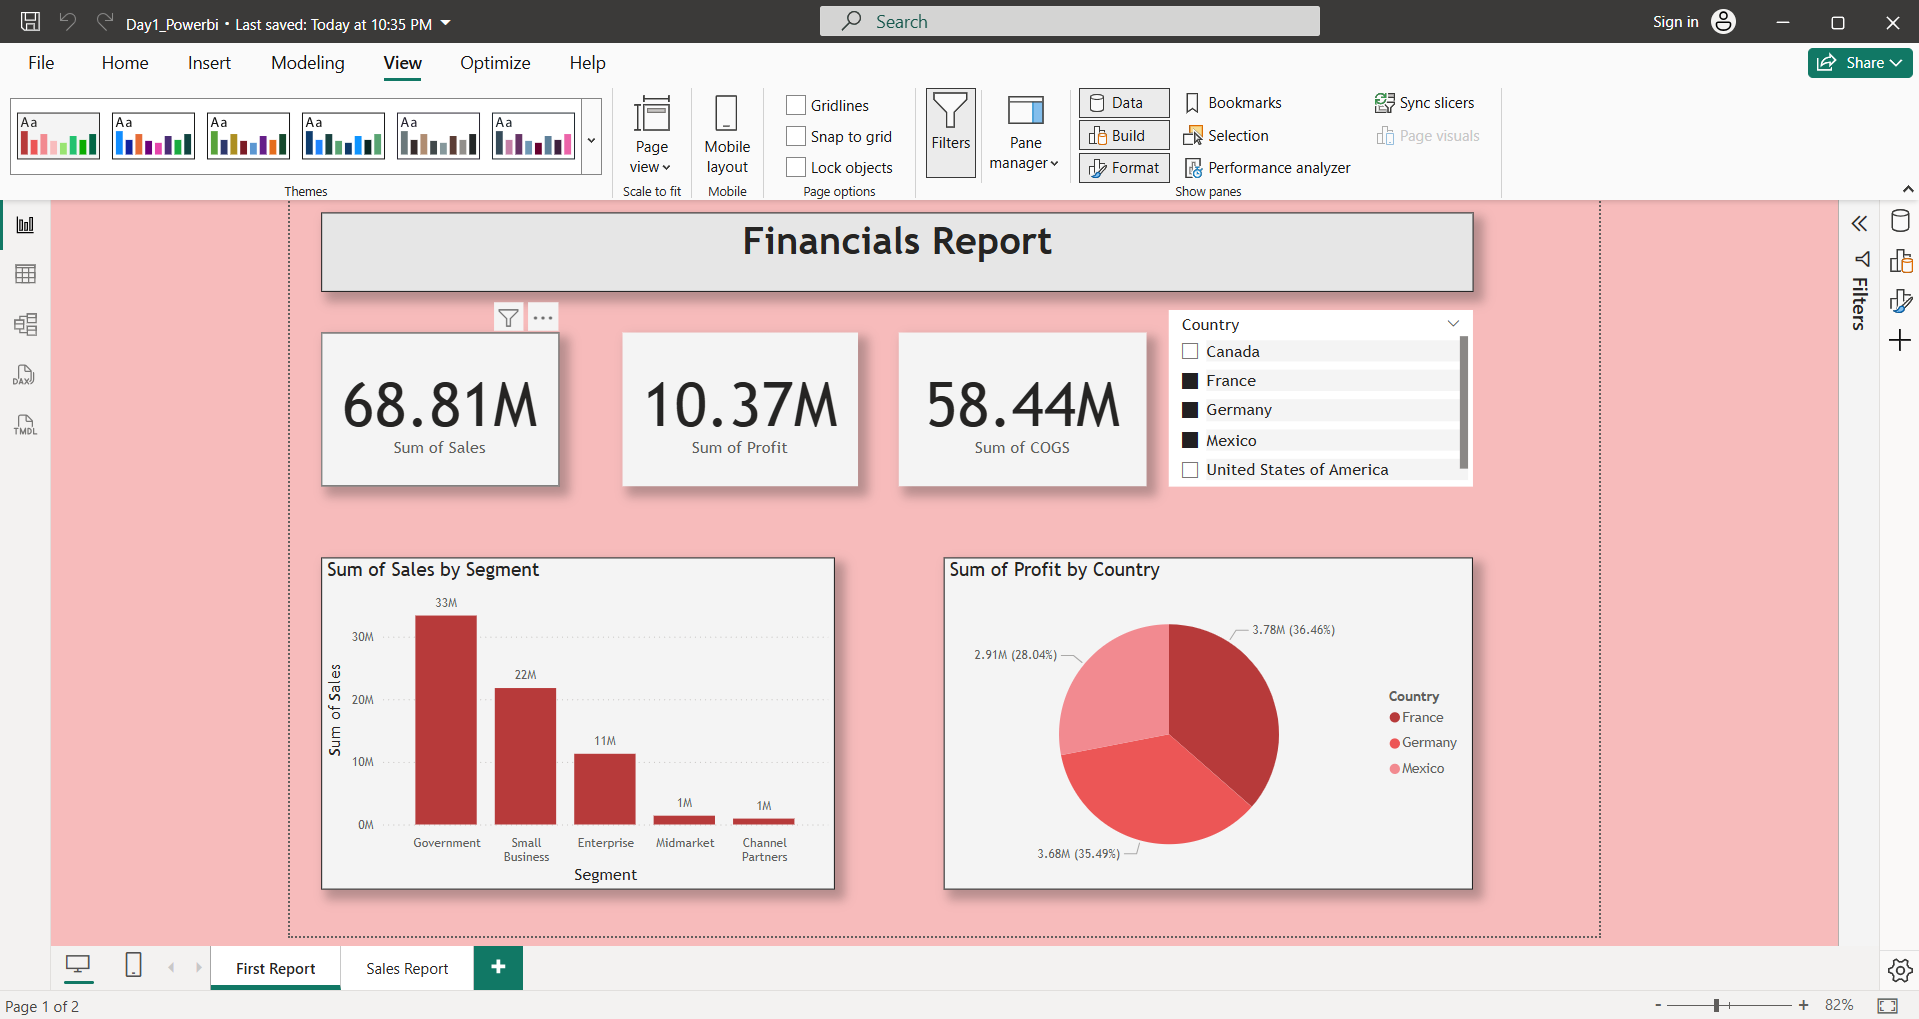 Day1_Powerbi • Last saved: Today at 10:35 PM
Search
Sign in
File Home Insert Modeling View Optimize Help
Share
Aa Aa Aa Aa Aa Aa
Themes
Page
view
Scale to fit
Mobile
layout
Mobile
Gridlines
Snap to grid
Lock objects
Page options
Filters
Pane
manager
Data
Build
Format
Bookmarks
Selection
Performance analyzer
Sync slicers
Page visuals
Show panes
DAX
TMDL
Financials Report
68.81M
Sum of Sales
10.37M
Sum of Profit
58.44M
Sum of COGS
Country
Canada
France
Germany
Mexico
United States of America
Filters
Sum of Sales by Segment
Sum of Sales
30M
20M
10M
0M
33M
22M
11M
1M
1M
Government
Small
Business
Enterprise
Midmarket
Channel
Partners
Segment
Sum of Profit by Country
3.78M (36.46%)
2.91M (28.04%)
3.68M (35.49%)
Country
France
Germany
Mexico
First Report
Sales Report
+
Page 1 of 2
- + 82%